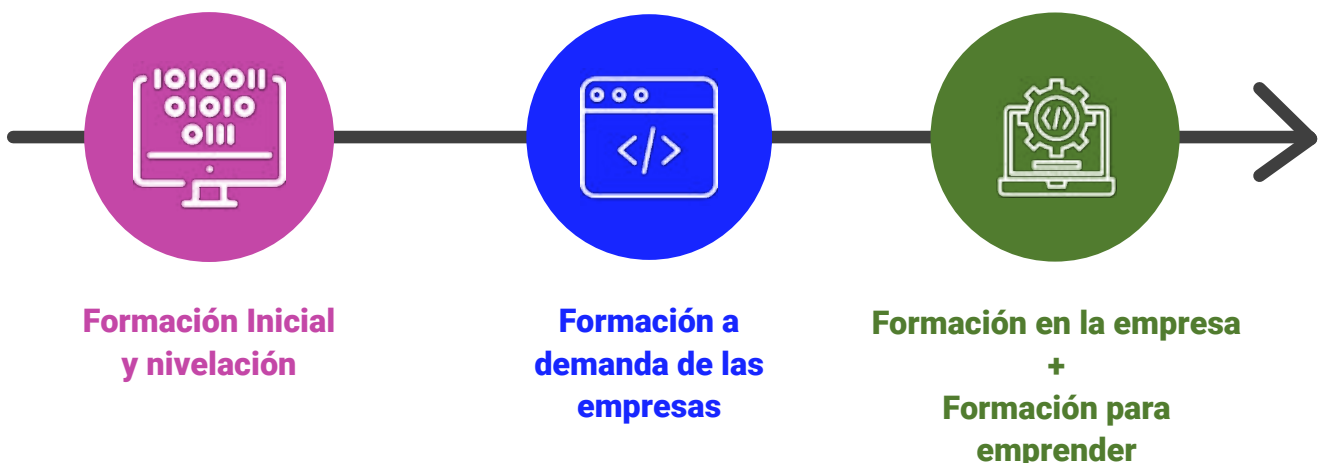 1010011
01010
0111
</>
</>
Formación Inicial
y nivelación
Formación a
demanda de las
empresas
Formación en la empresa
+
Formación para
emprender